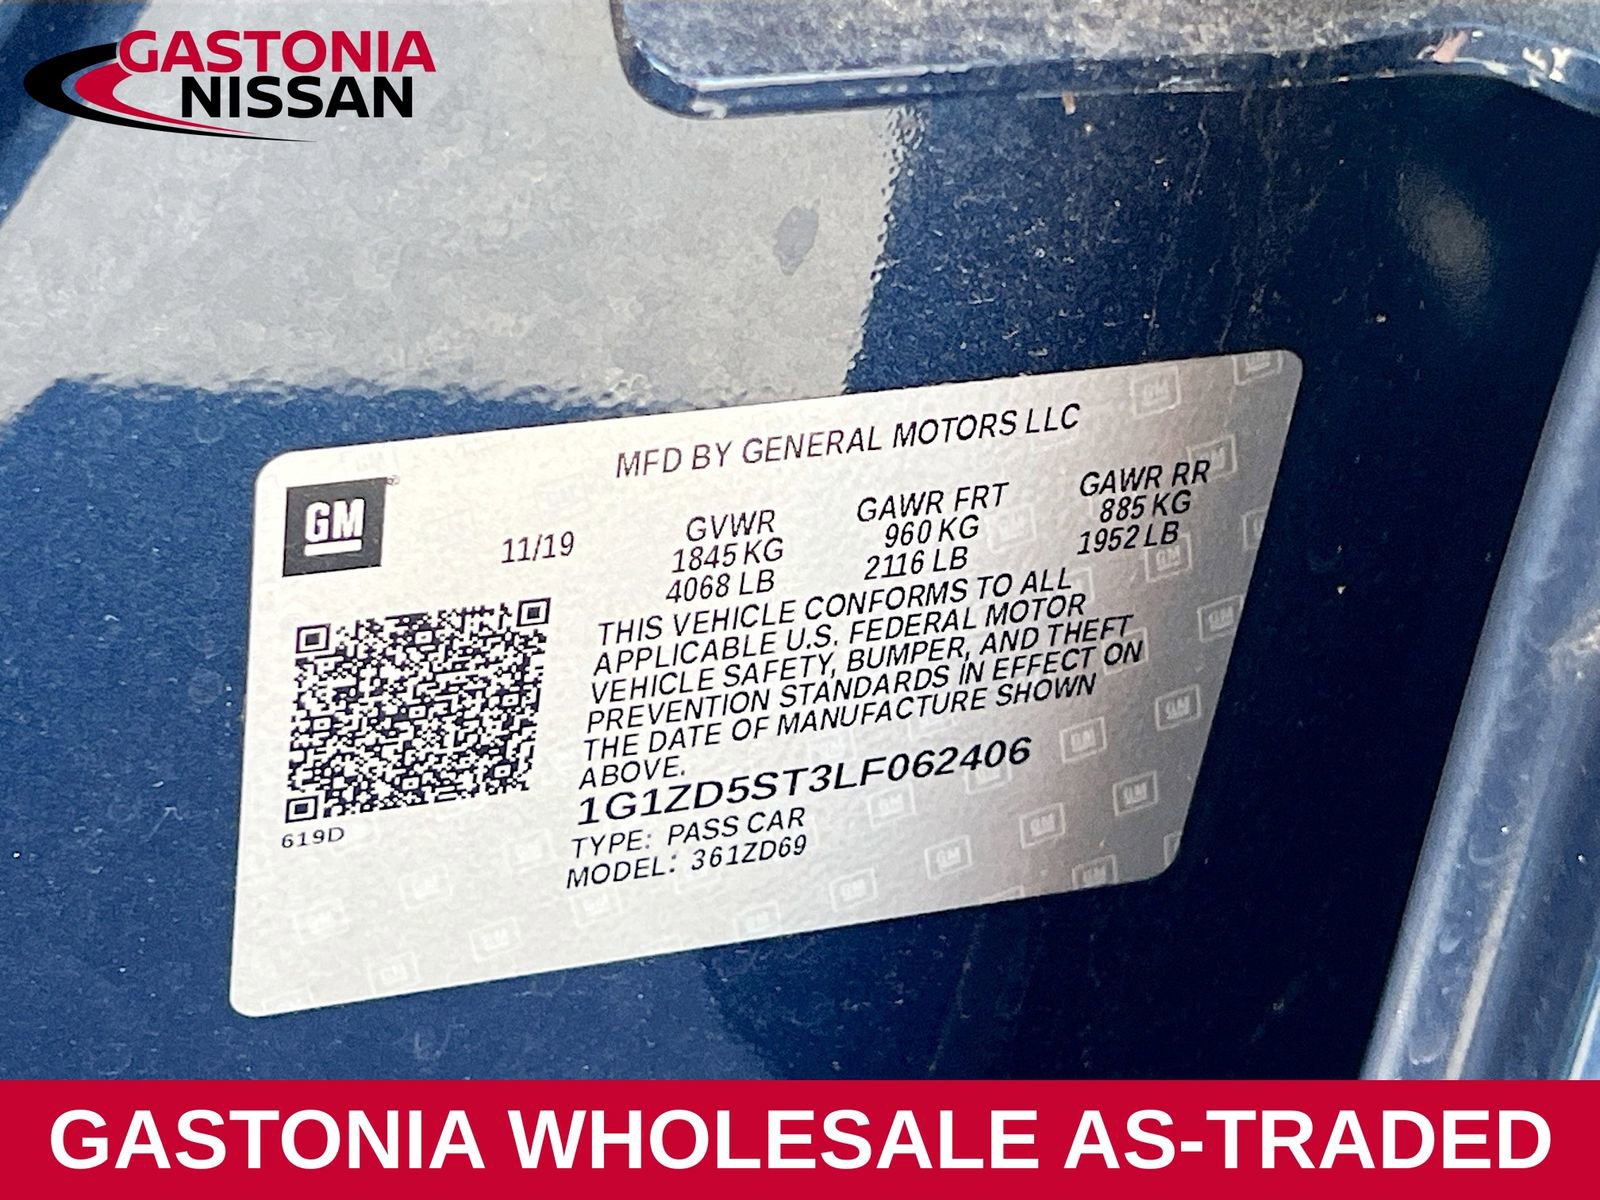 GASTONIA
NISSAN
MFD BY GENERAL MOTORS LLC
GM
11/19
GVWR
1845 KG
4068 LB
GAWR FRT
960 KG
2116 LB
GAWR RR
885 KG
1952 LB
THIS VEHICLE CONFORMS TO ALL
APPLICABLE U.S. FEDERAL MOTOR
VEHICLE SAFETY, BUMPER, AND THEFT
PREVENTION STANDARDS IN EFFECT ON
THE DATE OF MANUFACTURE SHOWN
ABOVE.
1G1ZD5ST3LF062406
TYPE: PASS CAR
MODEL: 361ZD69
619D
GASTONIA WHOLESALE AS-TRADED